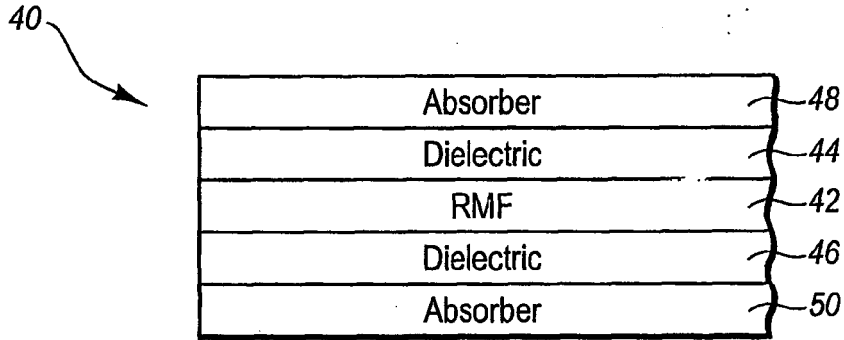 40
Absorber 48
Dielectric 44
RMF 42
Dielectric 46
Absorber 50